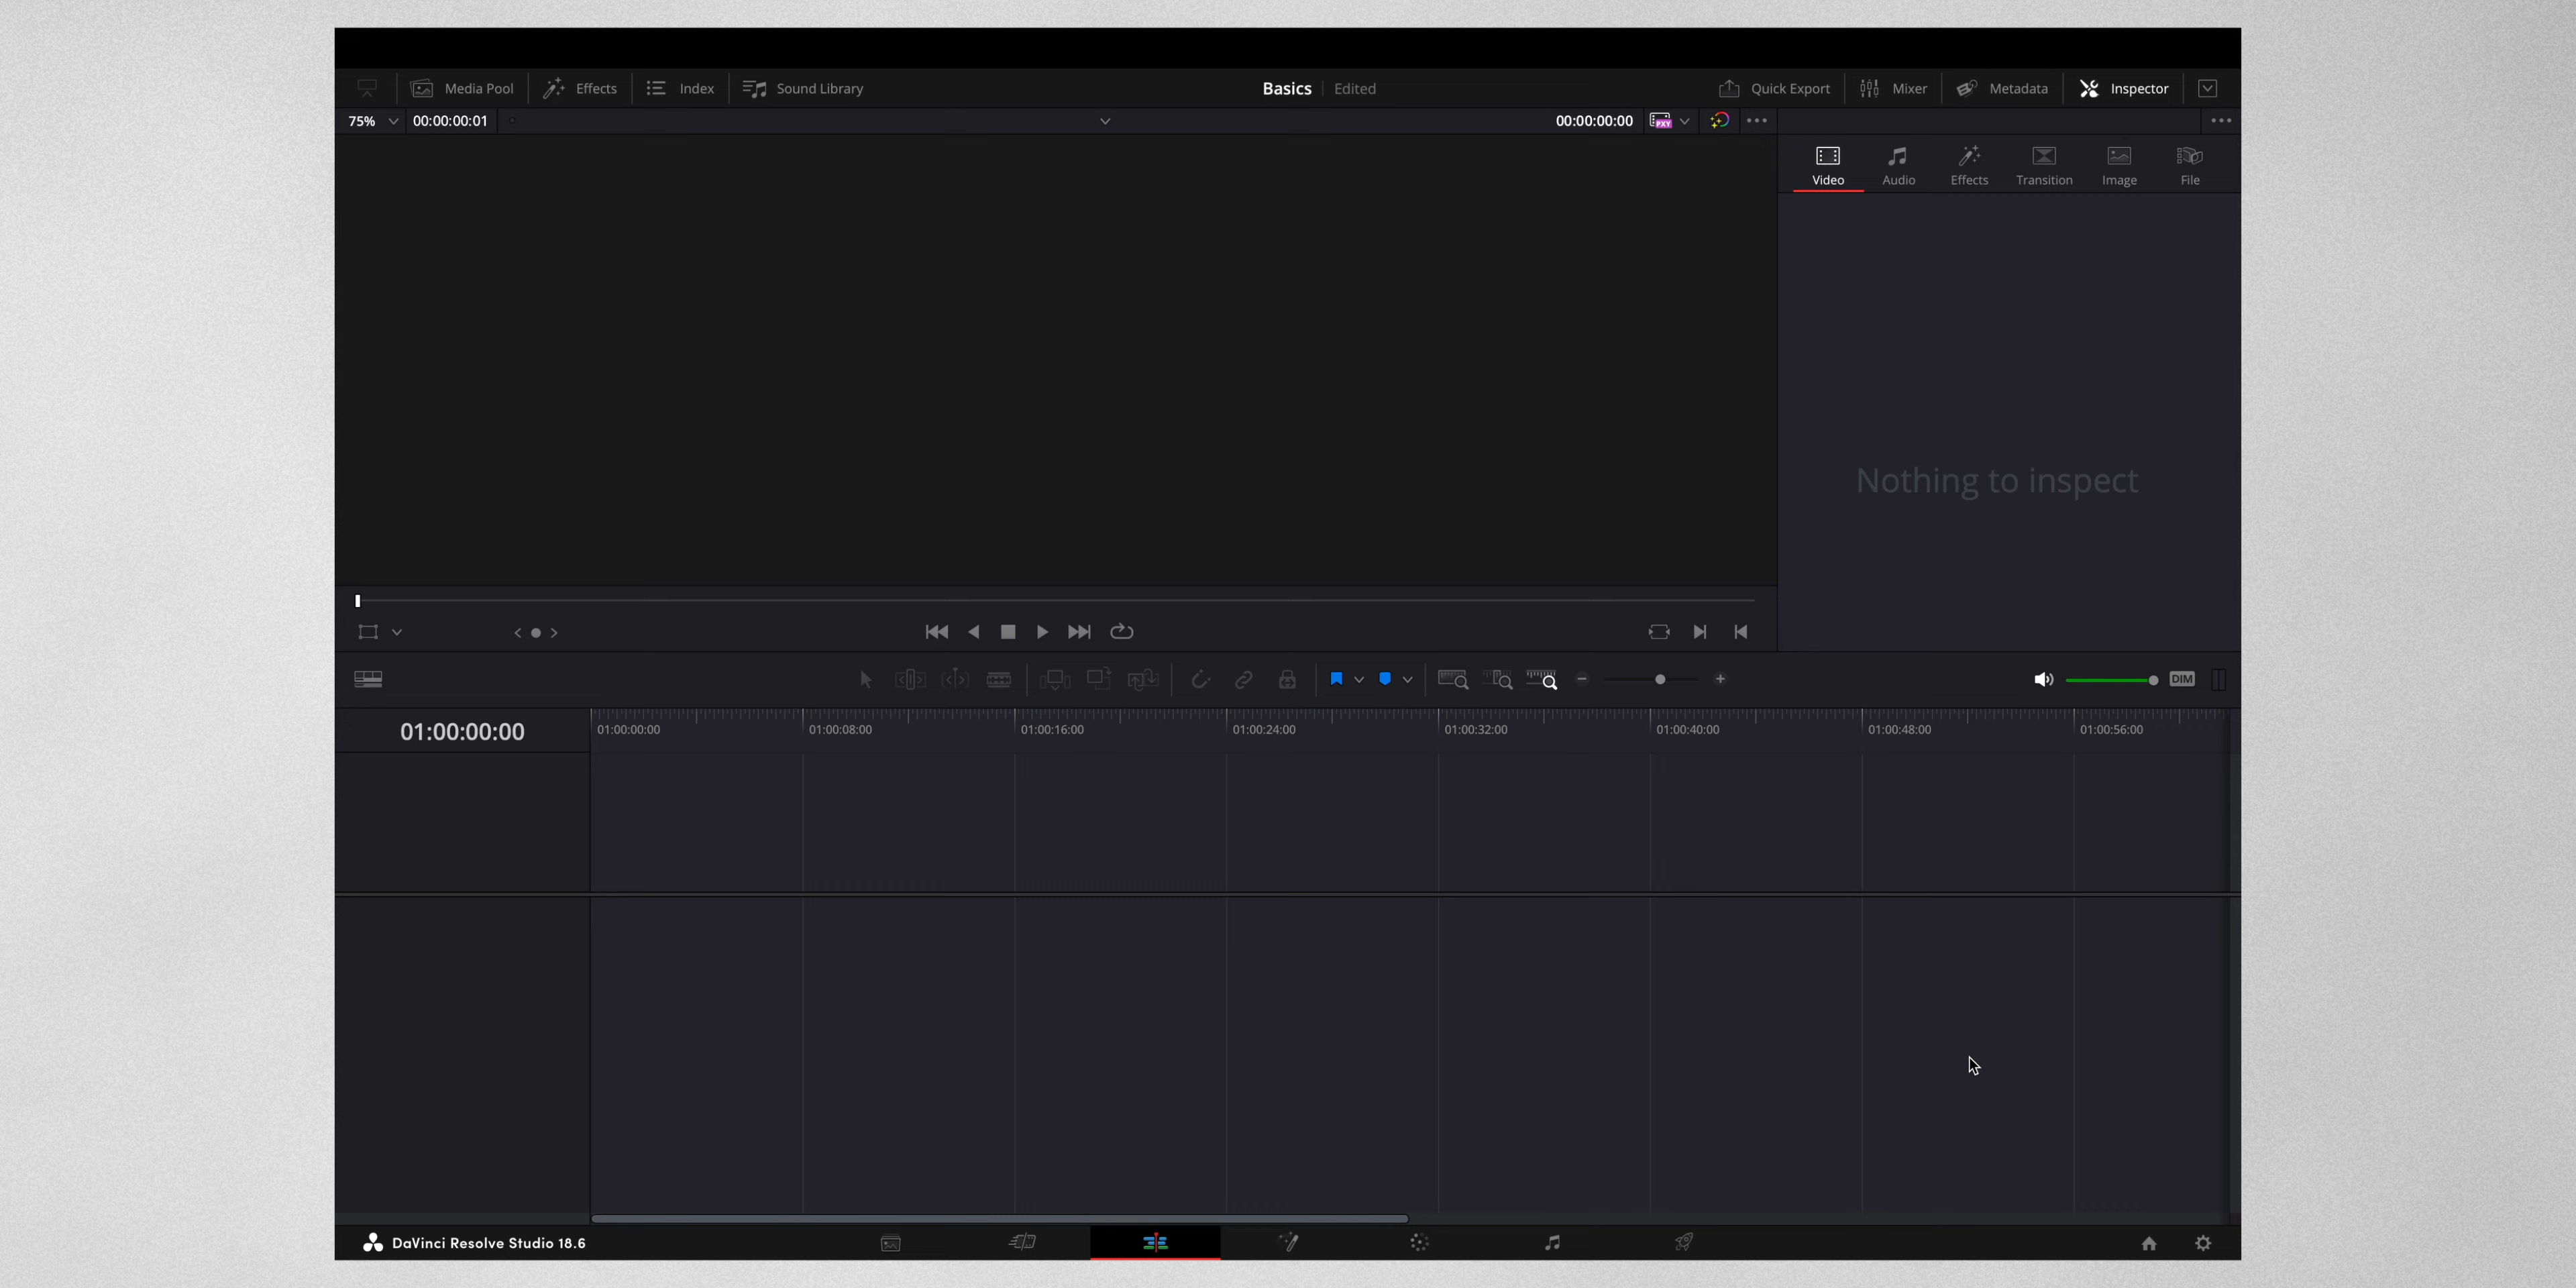 Media Pool Effects Index Sound Library Basics Edited Quick Export Mixer Metadata Inspector
75% 00:00:00:01 00:00:00:00 PXY
Video Audio Effects Transition Image File
Nothing to inspect
DIM
01:00:00:00 01:00:00:00 01:00:08:00 01:00:16:00 01:00:24:00 01:00:32:00 01:00:40:00 01:00:48:00 01:00:56:00
DaVinci Resolve Studio 18.6